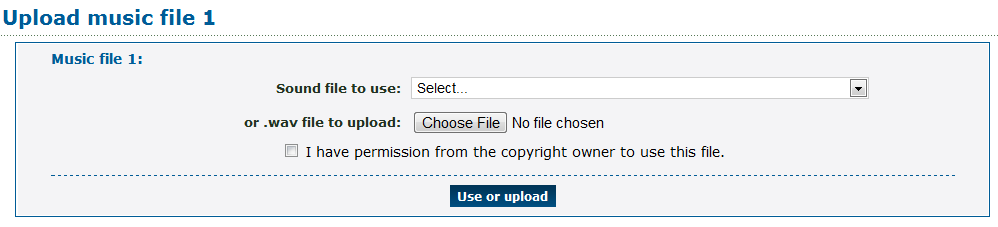 Upload music file 1
Music file 1:
Sound file to use: Select...
or .wav file to upload: Choose File No file chosen
I have permission from the copyright owner to use this file.
Use or upload